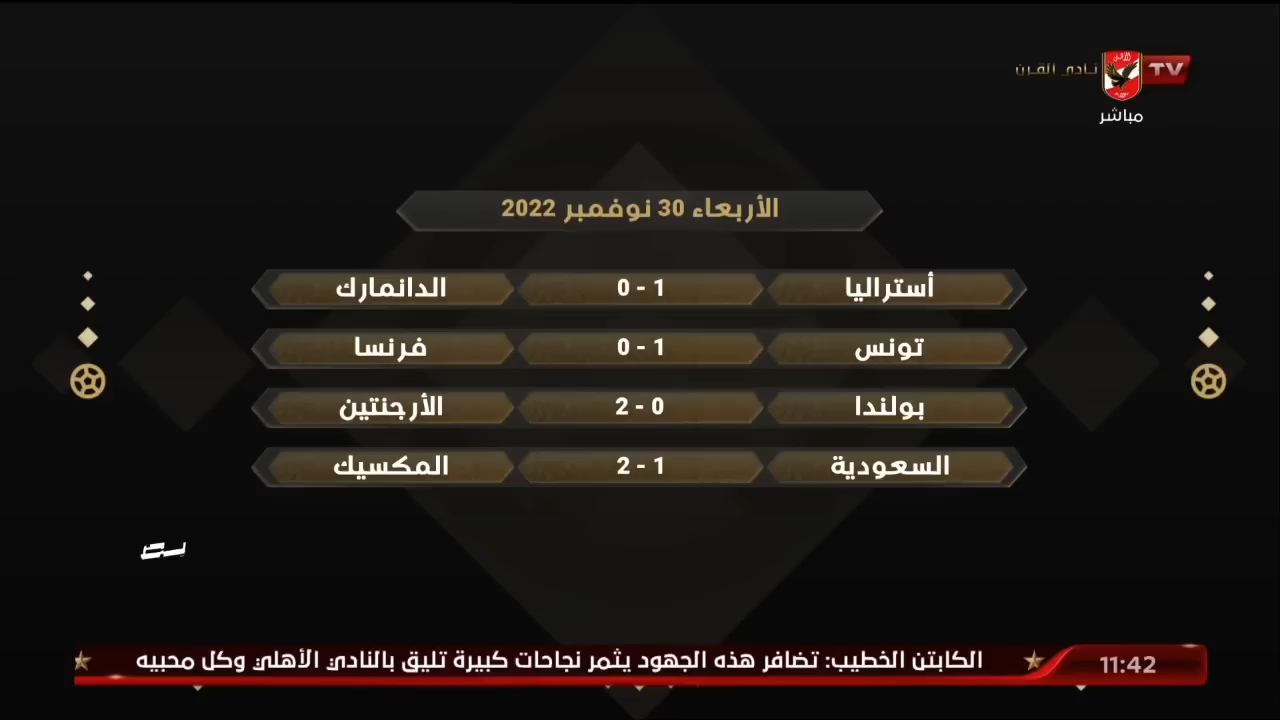 نادي القرن TV
مباشر
الأربعاء 30 نوفمبر 2022
أستراليا 1 - 0 الدانمارك
تونس 1 - 0 فرنسا
بولندا 0 - 2 الأرجنتين
السعودية 1 - 2 المكسيك
11:42 الكابتن الخطيب: تضافر هذه الجهود يثمر نجاحات كبيرة تليق بالنادي الأهلي وكل محبيه